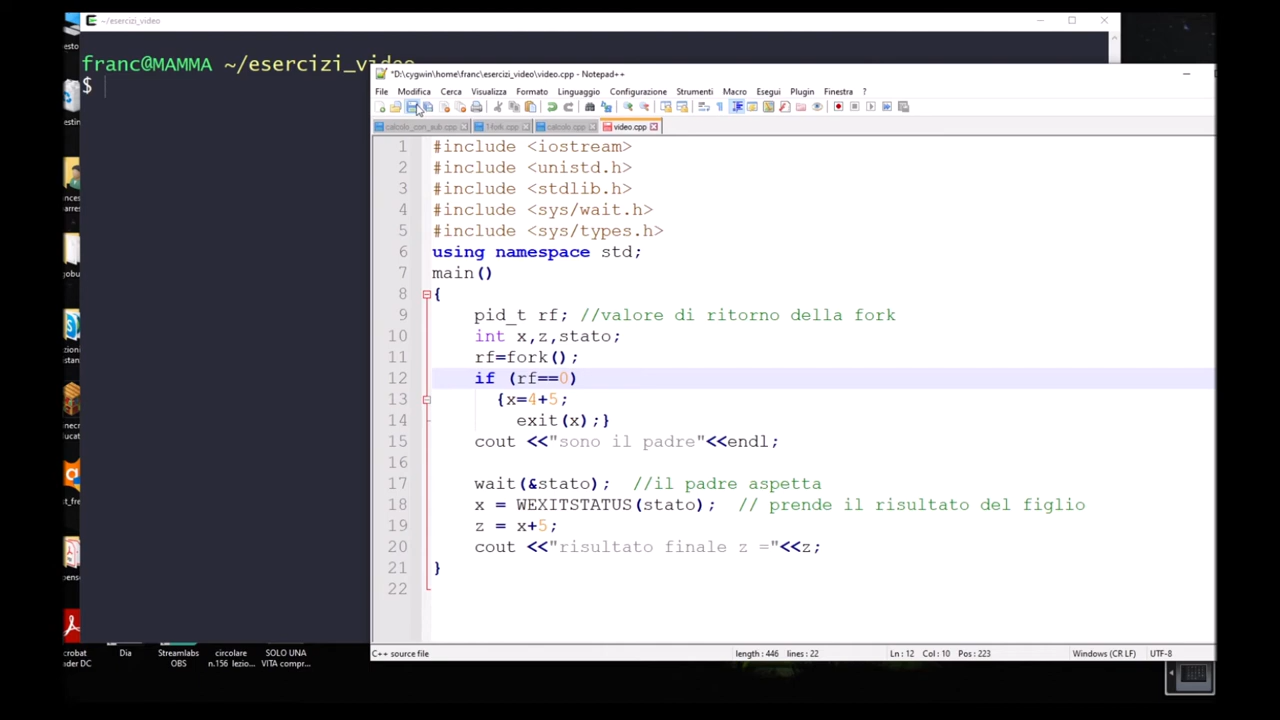 ~/esercizi_video
franc@MAMMA ~/esercizi_video
$
*D:\cygwin\home\franc\esercizi_video\video.cpp - Notepad++
File Modifica Cerca Visualizza Formato Linguaggio Configurazione Strumenti Macro Esegui Plugin Finestra ?
calcolo_con_sub.cpp 1-fork.cpp calcolo.cpp video.cpp
1 #include <iostream>
2 #include <unistd.h>
3 #include <stdlib.h>
4 #include <sys/wait.h>
5 #include <sys/types.h>
6 using namespace std;
7 main()
8 {
9 pid_t rf; //valore di ritorno della fork
10 int x,z,stato;
11 rf=fork();
12 if (rf==0)
13 {x=4+5;
14 exit(x);}
15 cout <<"sono il padre"<<endl;
16
17 wait(&stato); //il padre aspetta
18 x = WEXITSTATUS(stato); // prende il risultato del figlio
19 z = x+5;
20 cout <<"risultato finale z ="<<z;
21 }
22
C++ source file length : 446 lines : 22 Ln : 12 Col : 10 Pos : 223 Windows (CR LF) UTF-8
Dia
Streamlabs
OBS
circolare
n.156 lezio...
SOLO UNA
VITA compr...